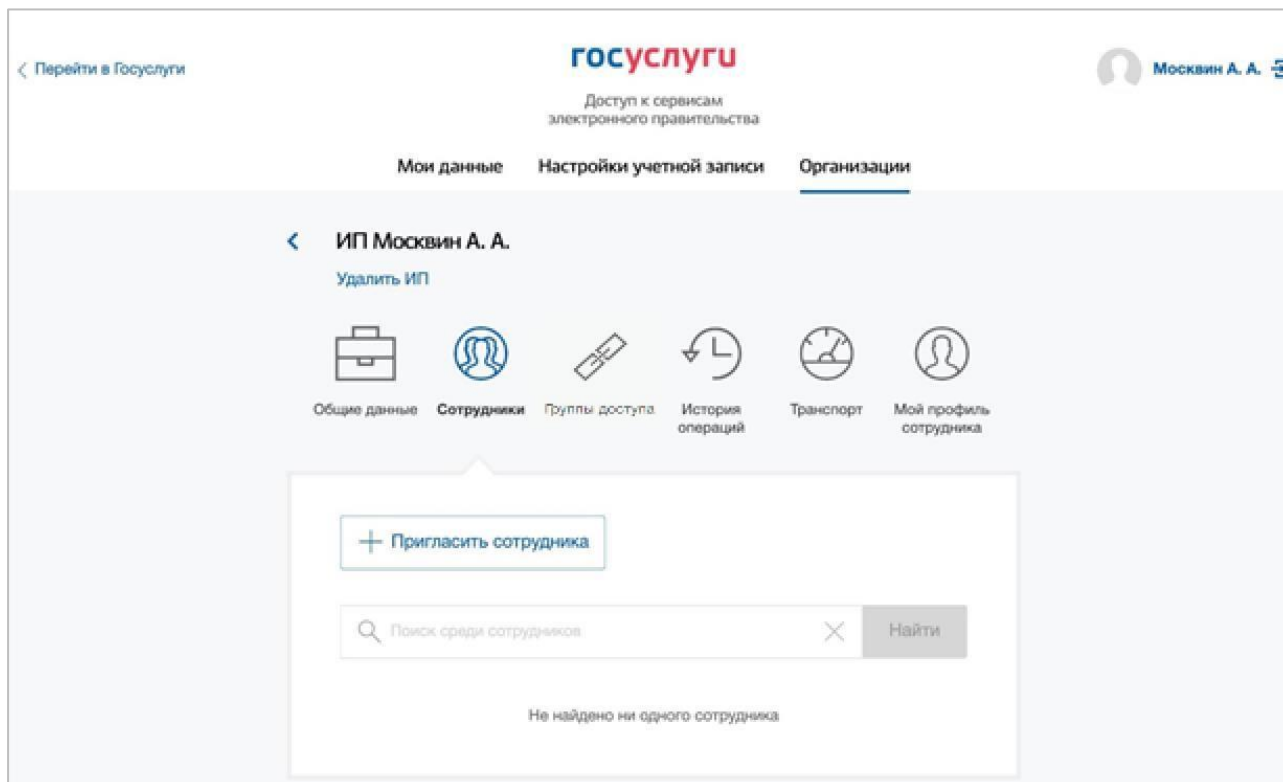 Перейти в Госуслуги
госуслуги
Москвин А. А.
Доступ к сервисам
электронного правительства
Мои данные Настройки учетной записи Организации
ИП Москвин А. А.
Удалить ИП
Общие данные Сотрудники Группы доступа История операций Транспорт Мой профиль сотрудника
+ Пригласить сотрудника
Поиск среди сотрудников Найти
Не найдено ни одного сотрудника